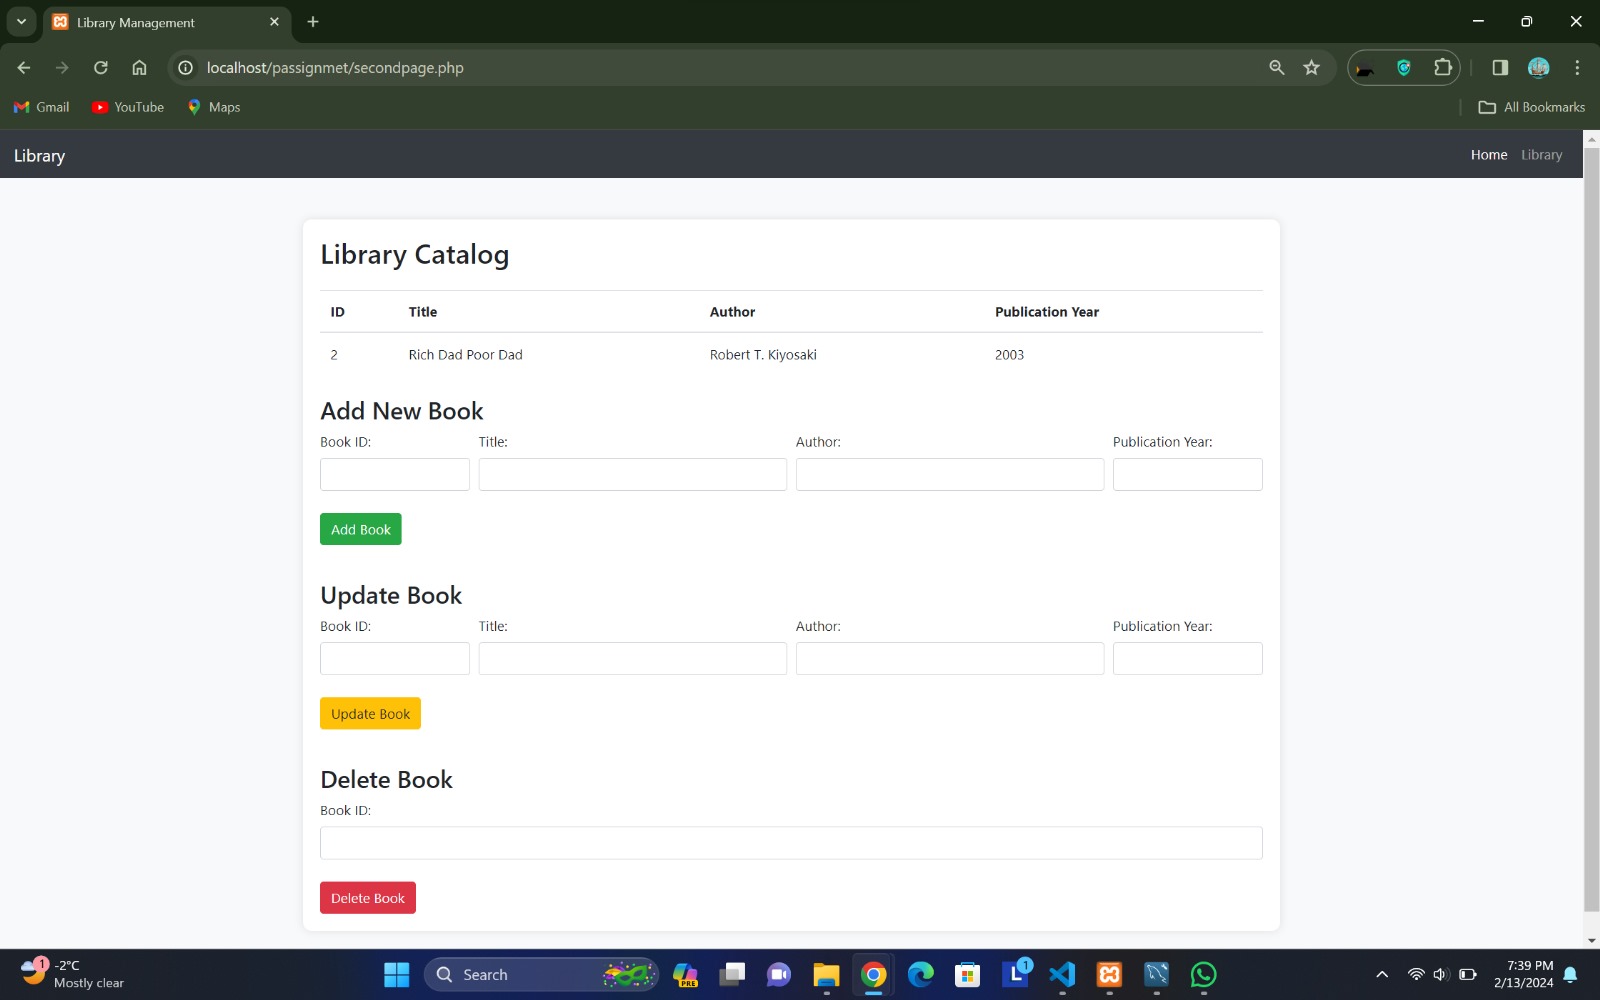 Library Management
localhost/passignmet/secondpage.php
Gmail YouTube Maps All Bookmarks
Library Home Library
Library Catalog
ID Title Author Publication Year
2 Rich Dad Poor Dad Robert T. Kiyosaki 2003
Add New Book
Book ID: Title: Author: Publication Year:
Add Book
Update Book
Book ID: Title: Author: Publication Year:
Update Book
Delete Book
Book ID:
Delete Book
1 -2°C
Mostly clear
Search
PRE
L 1
7:39 PM
2/13/2024